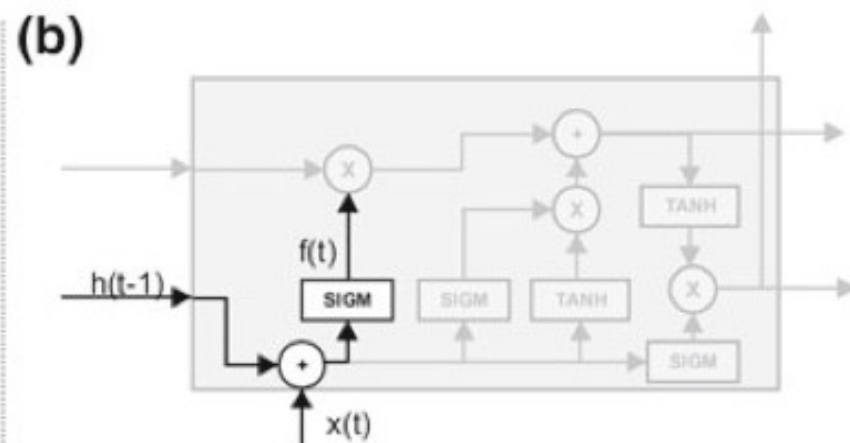 (b)
+
X
X
TANH
f(t)
h(t-1)
SIGM
SIGM
TANH
X
+
SIGM
x(t)